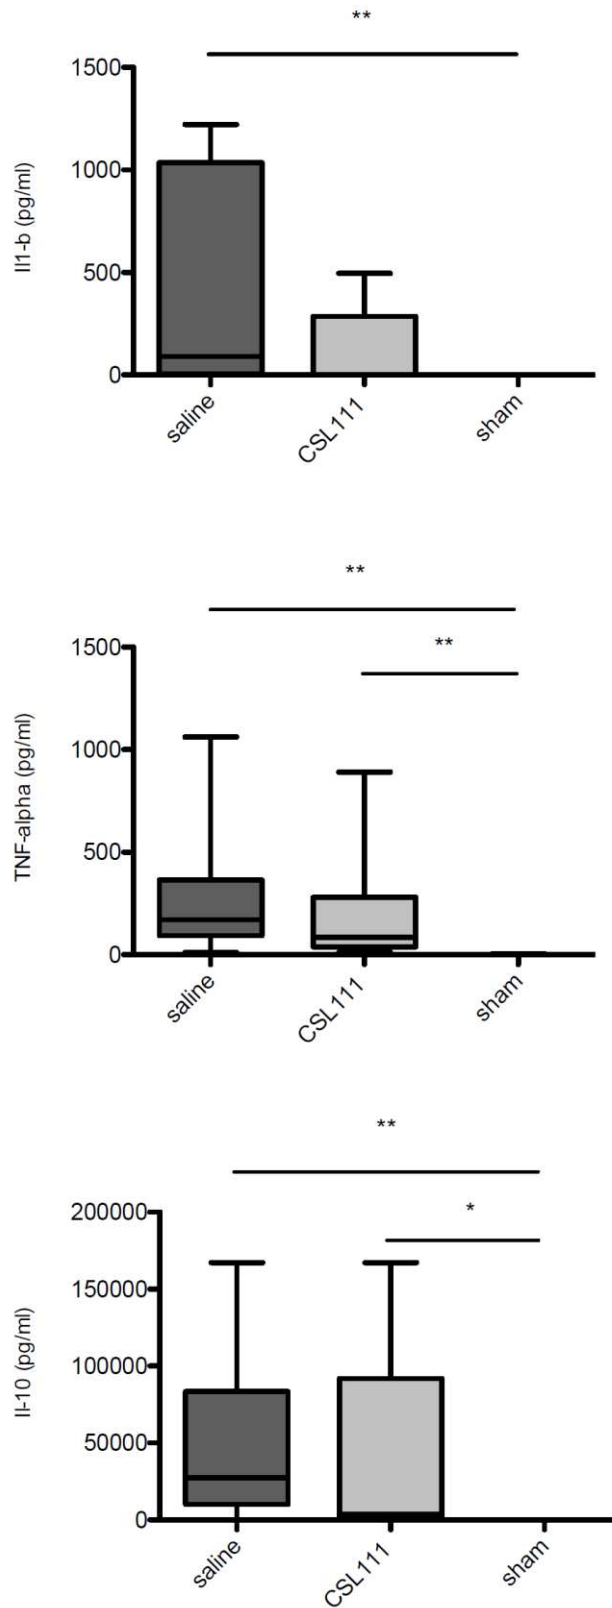 **
1500
1000
500
0
Il1-b (pg/ml)
saline
CSL111
sham
**
**
1500
1000
500
0
TNF-alpha (pg/ml)
saline
CSL111
sham
**
*
200000
150000
100000
50000
0
Il-10 (pg/ml)
saline
CSL111
sham